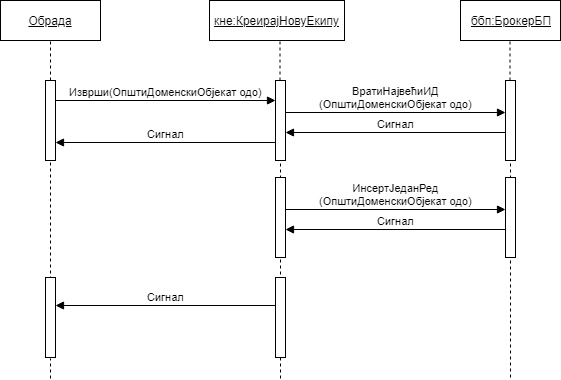 Обрада
кне:КреирајНовуЕкипу
ббп:БрокерБП
Изврши(ОпштиДоменскиОбјекат одо)
ВратиНајвећиИД
(ОпштиДоменскиОбјекат одо)
Сигнал
Сигнал
ИнсертЈеданРед
(ОпштиДоменскиОбјекат одо)
Сигнал
Сигнал